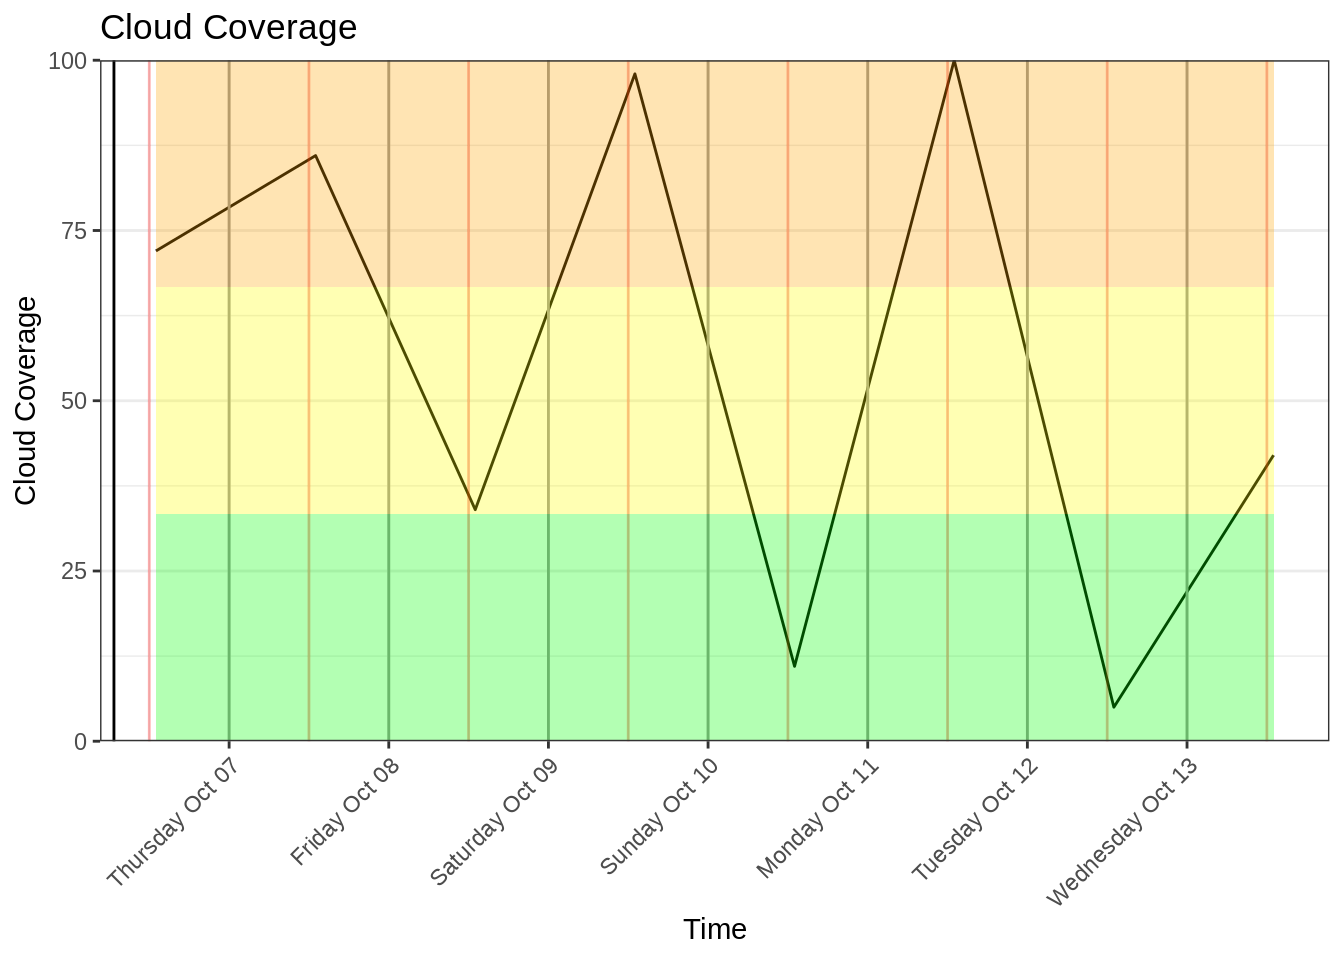 Cloud Coverage
100
75
50
25
0
Cloud Coverage
Thursday Oct 07
Friday Oct 08
Saturday Oct 09
Sunday Oct 10
Monday Oct 11
Tuesday Oct 12
Wednesday Oct 13
Time